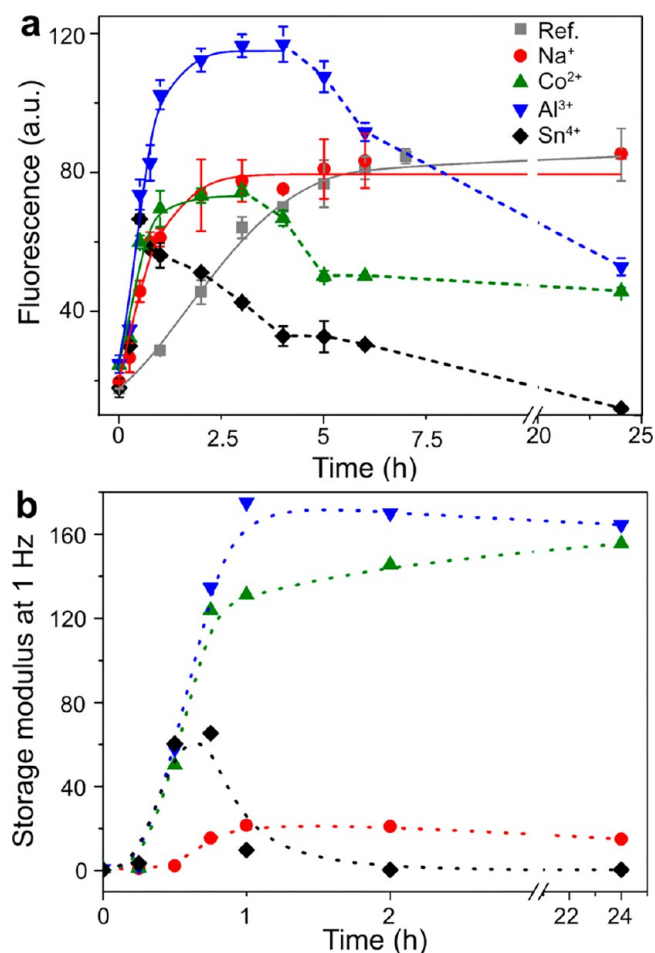 a
120
80
40
Fluorescence (a.u.)
Ref.
Na⁺
Co²⁺
Al³⁺
Sn⁴⁺
0 2.5 5 7.5 20 25
Time (h)
b
160
120
80
40
0
Storage modulus at 1 Hz
0 1 2 22 24
Time (h)